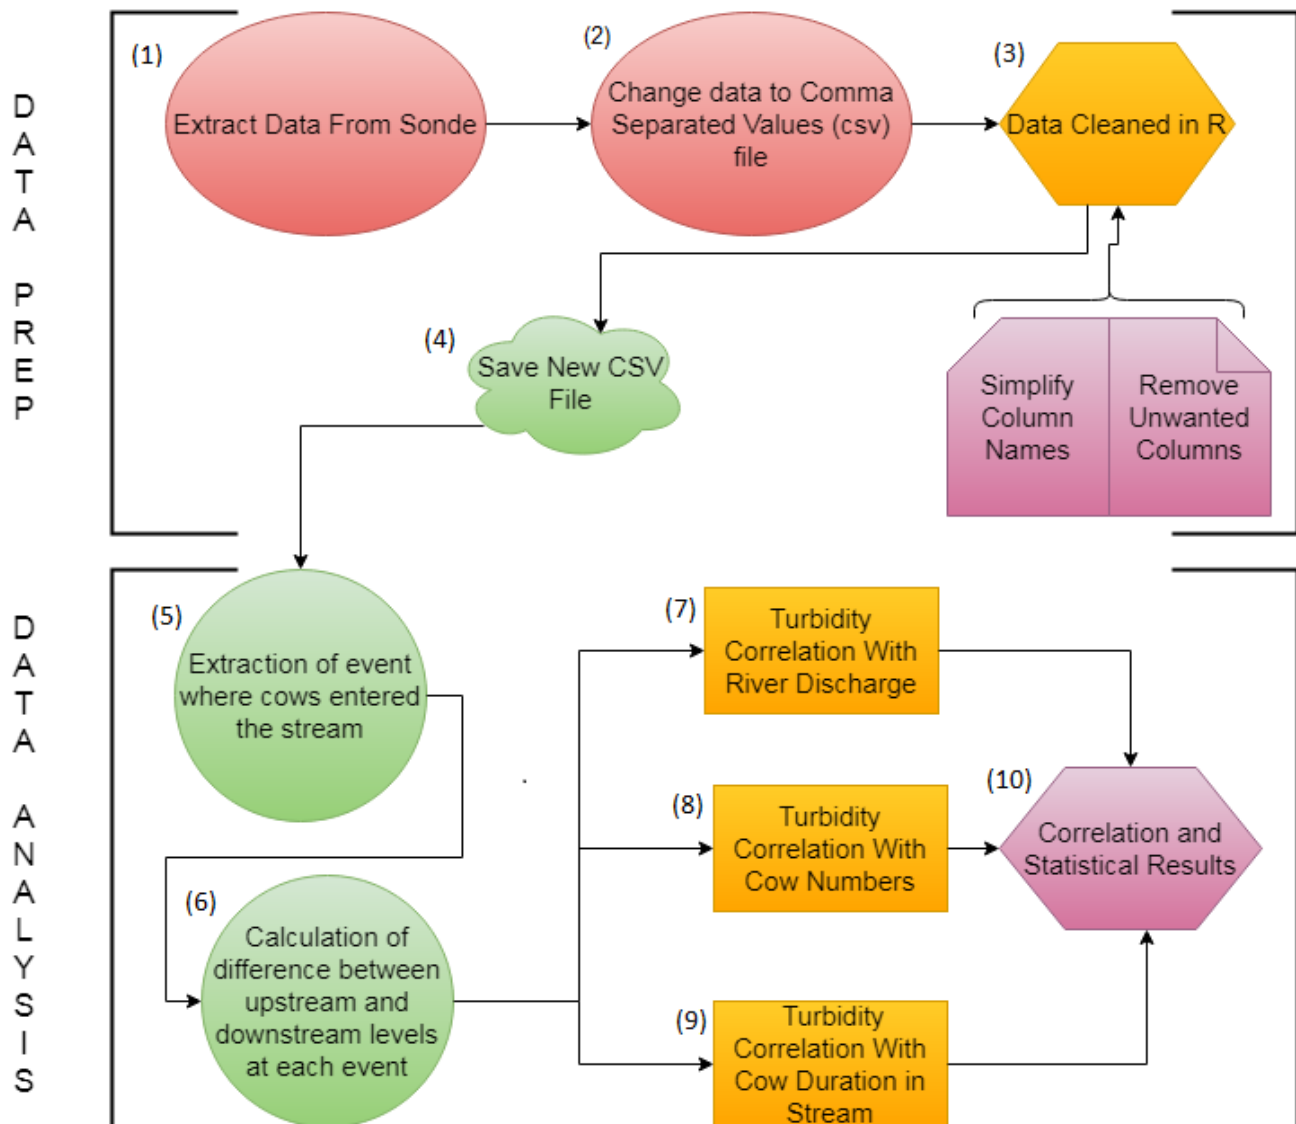 DATA PREP
(1)
Extract Data From Sonde
(2)
Change data to Comma
Separated Values (csv)
file
(3)
Data Cleaned in R
Simplify
Column
Names
Remove
Unwanted
Columns
(4)
Save New CSV
File
DATA ANALYSIS
(5)
Extraction of event
where cows entered
the stream
(6)
Calculation of
difference between
upstream and
downstream levels
at each event
(7)
Turbidity
Correlation With
River Discharge
(8)
Turbidity
Correlation With
Cow Numbers
(9)
Turbidity
Correlation With
Cow Duration in
Stream
(10)
Correlation and
Statistical Results